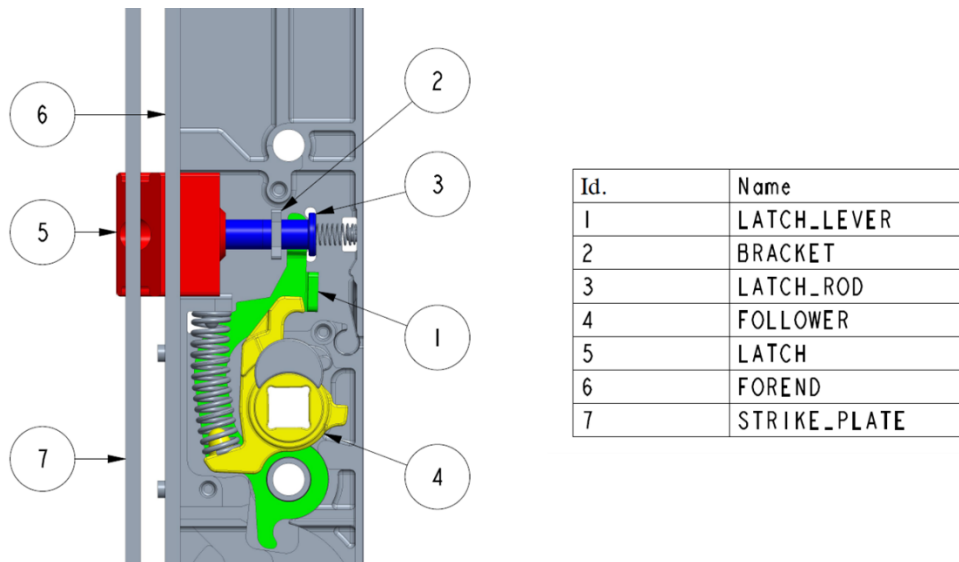 2
6
3
5
1
7
4
Id. Name
1 LATCH_LEVER
2 BRACKET
3 LATCH_ROD
4 FOLLOWER
5 LATCH
6 FOREND
7 STRIKE_PLATE